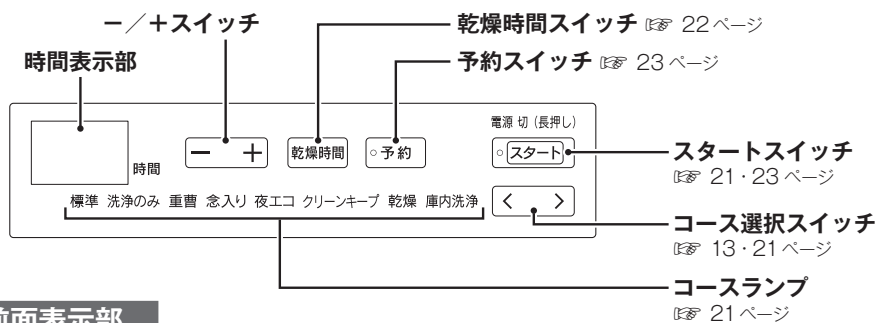 －／＋スイッチ
乾燥時間スイッチ ☞ 22ページ
時間表示部
予約スイッチ ☞ 23ページ
電源 切（長押し）
－ ＋
乾燥時間
予約
スタート
時間
スタートスイッチ
☞ 21・23ページ
標準 洗浄のみ 重曹 念入り 夜エコ クリーンキープ 乾燥 庫内洗浄
＜ ＞
コース選択スイッチ
☞ 13・21ページ
コースランプ
☞ 21ページ
前面表示部